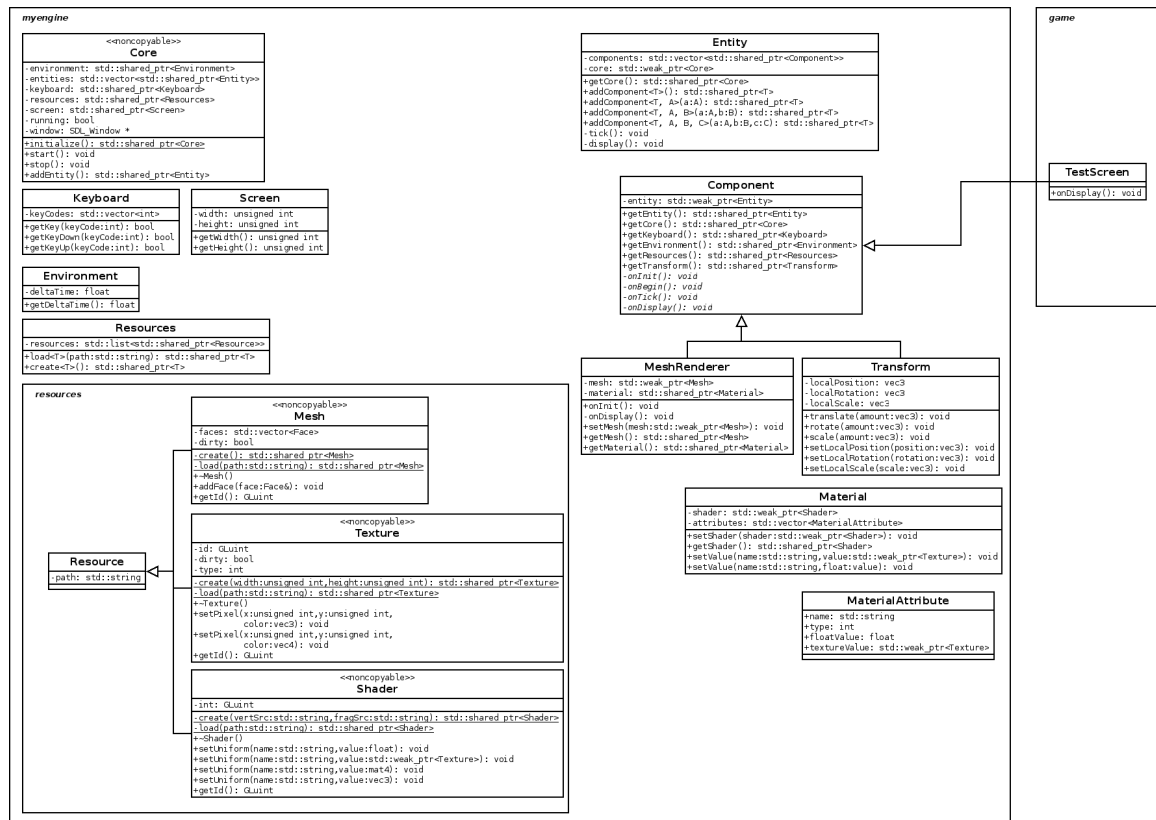 myengine
<<noncopyable>>
Core
-environment: std::shared_ptr<Environment>
-entities: std::vector<std::shared_ptr<Entity>>
-keyboard: std::shared_ptr<Keyboard>
-resources: std::shared_ptr<Resources>
-screen: std::shared_ptr<Screen>
-running: bool
-window: SDL_Window *
+initialize(): std::shared_ptr<Core>
+start(): void
+stop(): void
+addEntity(): std::shared_ptr<Entity>
Keyboard
-keyCodes: std::vector<int>
+getKey(keyCode:int): bool
+getKeyDown(keyCode:int): bool
+getKeyUp(keyCode:int): bool
Screen
-width: unsigned int
-height: unsigned int
+getWidth(): unsigned int
+getHeight(): unsigned int
Environment
-deltaTime: float
+getDeltaTime(): float
Resources
-resources: std::list<std::shared_ptr<Resource>>
+load<T>(path:std::string): std::shared_ptr<T>
+create<T>(): std::shared_ptr<T>
resources
<<noncopyable>>
Mesh
-faces: std::vector<Face>
-dirty: bool
-create(): std::shared_ptr<Mesh>
-load(path:std::string): std::shared_ptr<Mesh>
+~Mesh()
+addFace(face:Face&): void
+getId(): GLuint
Resource
-path: std::string
<<noncopyable>>
Texture
-id: GLuint
-dirty: bool
-type: int
-create(width:unsigned int,height:unsigned int): std::shared_ptr<Texture>
-load(path:std::string): std::shared_ptr<Texture>
+~Texture()
+setPixel(x:unsigned int,y:unsigned int,
color:vec3): void
+setPixel(x:unsigned int,y:unsigned int,
color:vec4): void
+getId(): GLuint
<<noncopyable>>
Shader
-int: GLuint
-create(vertSrc:std::string,fragSrc:std::string): std::shared_ptr<Shader>
-load(path:std::string): std::shared_ptr<Shader>
+~Shader()
+setUniform(name:std::string,value:float): void
+setUniform(name:std::string,value:std::weak_ptr<Texture>): void
+setUniform(name:std::string,value:mat4): void
+setUniform(name:std::string,value:vec3): void
+getId(): GLuint
Entity
-components: std::vector<std::shared_ptr<Component>>
-core: std::weak_ptr<Core>
+getCore(): std::shared_ptr<Core>
+addComponent<T>(): std::shared_ptr<T>
+addComponent<T, A>(a:A): std::shared_ptr<T>
+addComponent<T, A, B>(a:A,b:B): std::shared_ptr<T>
+addComponent<T, A, B, C>(a:A,b:B,c:C): std::shared_ptr<T>
-tick(): void
-display(): void
Component
-entity: std::weak_ptr<Entity>
+getEntity(): std::shared_ptr<Entity>
+getCore(): std::shared_ptr<Core>
+getKeyboard(): std::shared_ptr<Keyboard>
+getEnvironment(): std::shared_ptr<Environment>
+getResources(): std::shared_ptr<Resources>
+getTransform(): std::shared_ptr<Transform>
-onInit(): void
-onBegin(): void
-onTick(): void
-onDisplay(): void
MeshRenderer
-mesh: std::weak_ptr<Mesh>
-material: std::shared_ptr<Material>
+onInit(): void
-onDisplay(): void
+setMesh(mesh:std::weak_ptr<Mesh>): void
+getMesh(): std::shared_ptr<Mesh>
+getMaterial(): std::shared_ptr<Material>
Transform
-localPosition: vec3
-localRotation: vec3
-localScale: vec3
+translate(amount:vec3): void
+rotate(amount:vec3): void
+scale(amount:vec3): void
+setLocalPosition(position:vec3): void
+setLocalRotation(rotation:vec3): void
+setLocalScale(scale:vec3): void
Material
-shader: std::weak_ptr<Shader>
-attributes: std::vector<MaterialAttribute>
+setShader(shader:std::weak_ptr<Shader>): void
+getShader(): std::shared_ptr<Shader>
+setValue(name:std::string,value:std::weak_ptr<Texture>): void
+setValue(name:std::string,float:value): void
MaterialAttribute
+name: std::string
+type: int
+floatValue: float
+textureValue: std::weak_ptr<Texture>
game
TestScreen
+onDisplay(): void